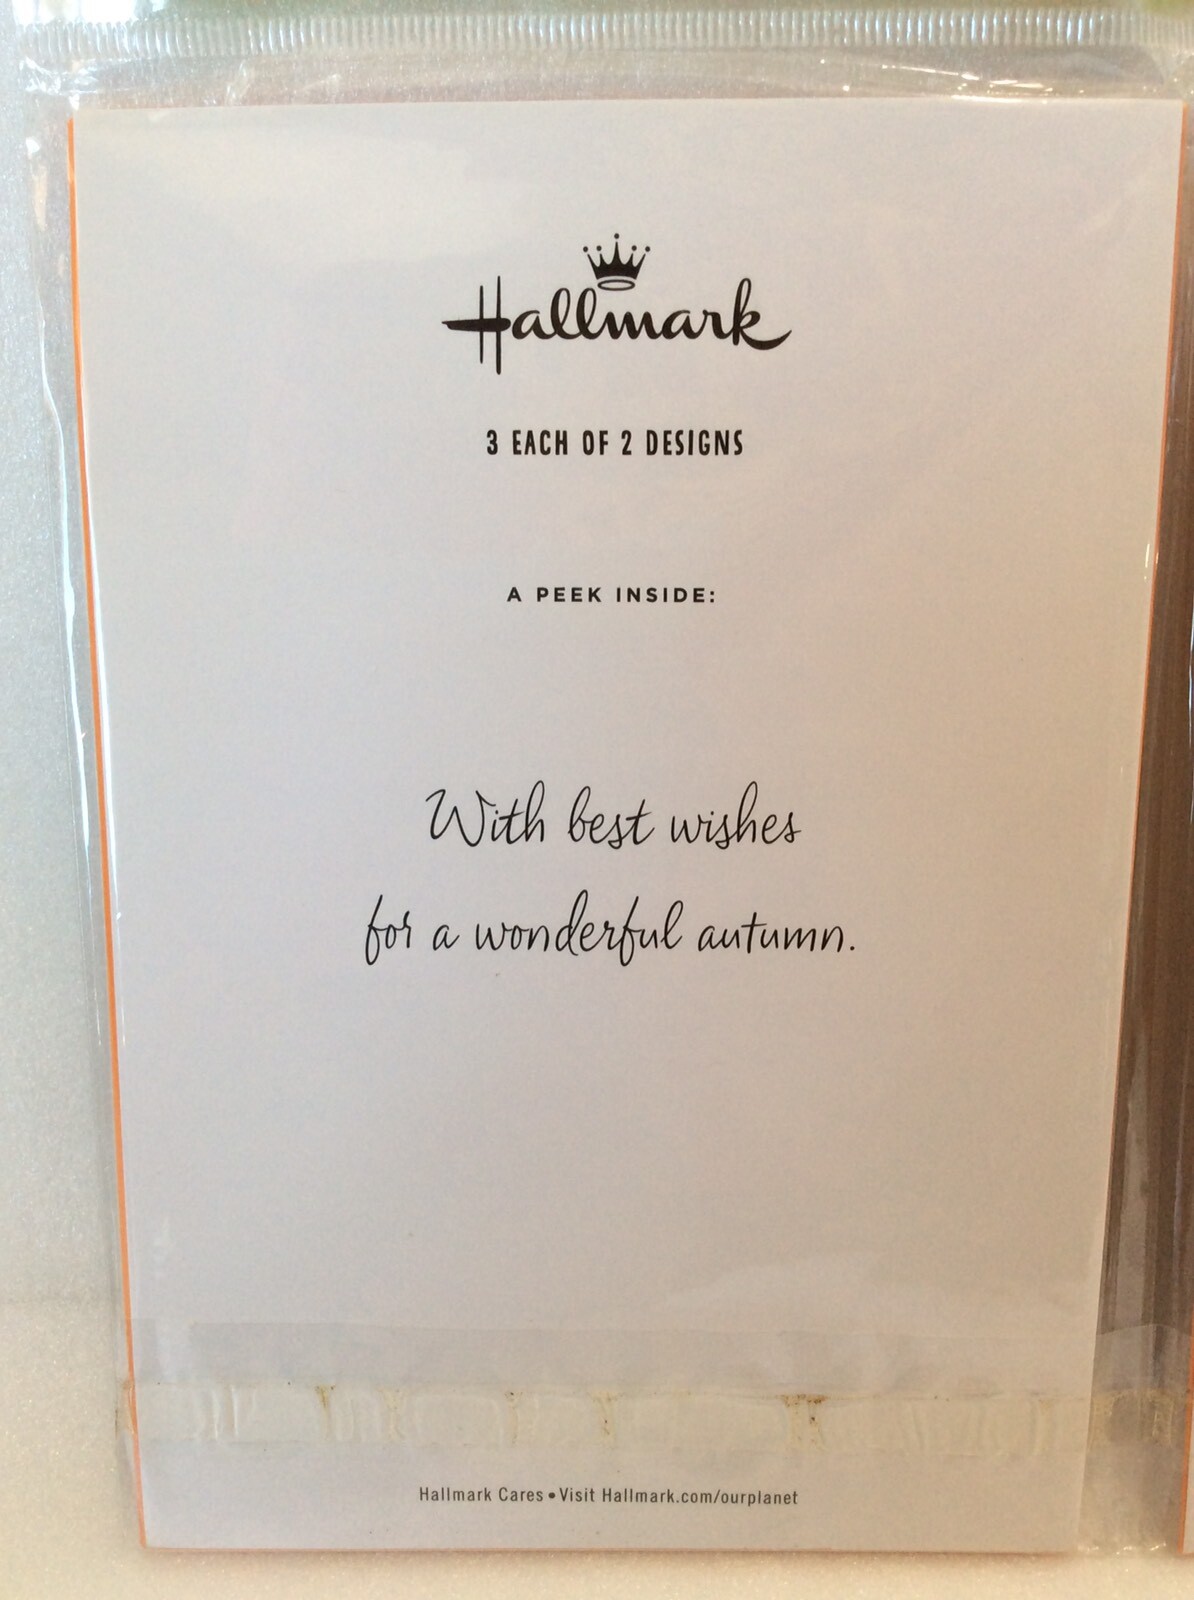 Hallmark
3 EACH OF 2 DESIGNS
A PEEK INSIDE:
With best wishes
for a wonderful autumn.
Hallmark Cares • Visit Hallmark.com/ourplanet